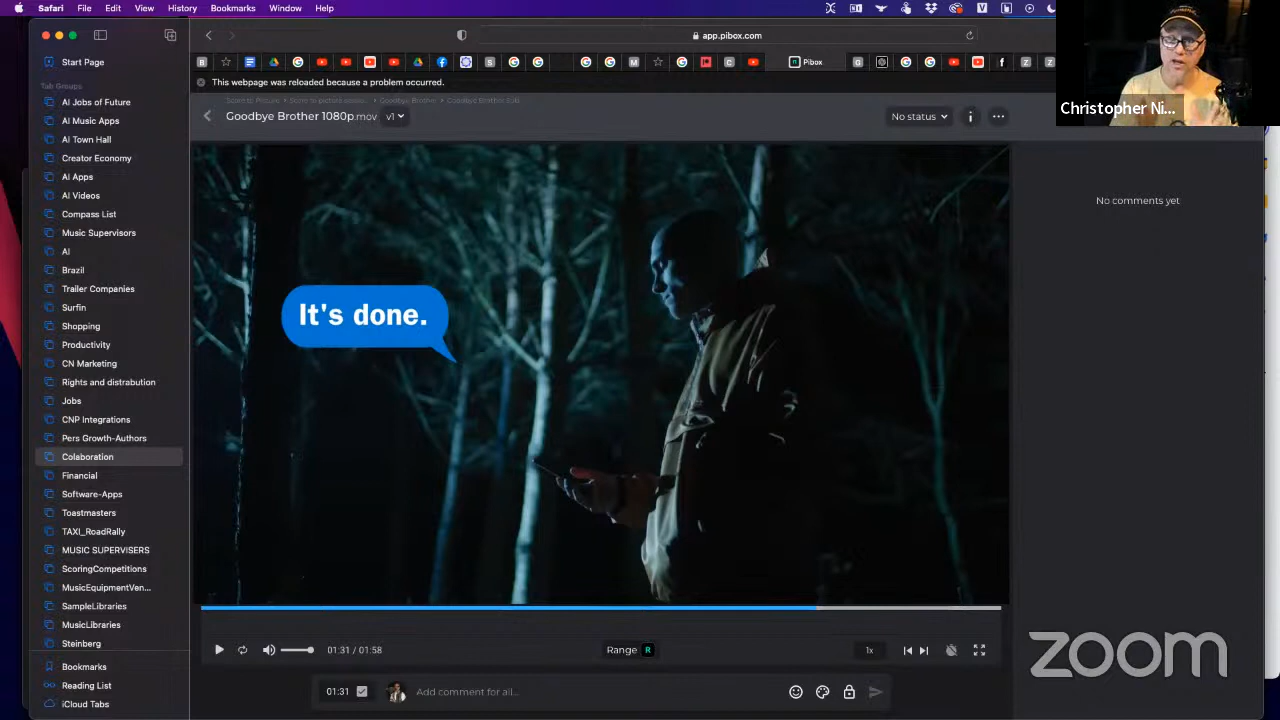 Safari File Edit View History Bookmarks Window Help
app.pibox.com
Start Page
Pibox
Tab Groups
This webpage was reloaded because a problem occurred.
AI Jobs of Future
AI Music Apps
AI Town Hall
Creator Economy
AI Apps
AI Videos
Compass List
Music Supervisors
AI
Brazil
Trailer Companies
Surfin
Shopping
Productivity
CN Marketing
Rights and distrabution
Jobs
CNP Integrations
Pers Growth-Authors
Colaboration
Financial
Software-Apps
Toastmasters
TAXI_RoadRally
MUSIC SUPERVISERS
ScoringCompetitions
MusicEquipmentVen...
SampleLibraries
MusicLibraries
Steinberg
Bookmarks
Reading List
iCloud Tabs
Goodbye Brother 1080p.mov v1
No status
Christopher Ni...
No comments yet
It's done.
01:31 / 01:58
Range R
1x
01:31
Add comment for all...
zoom